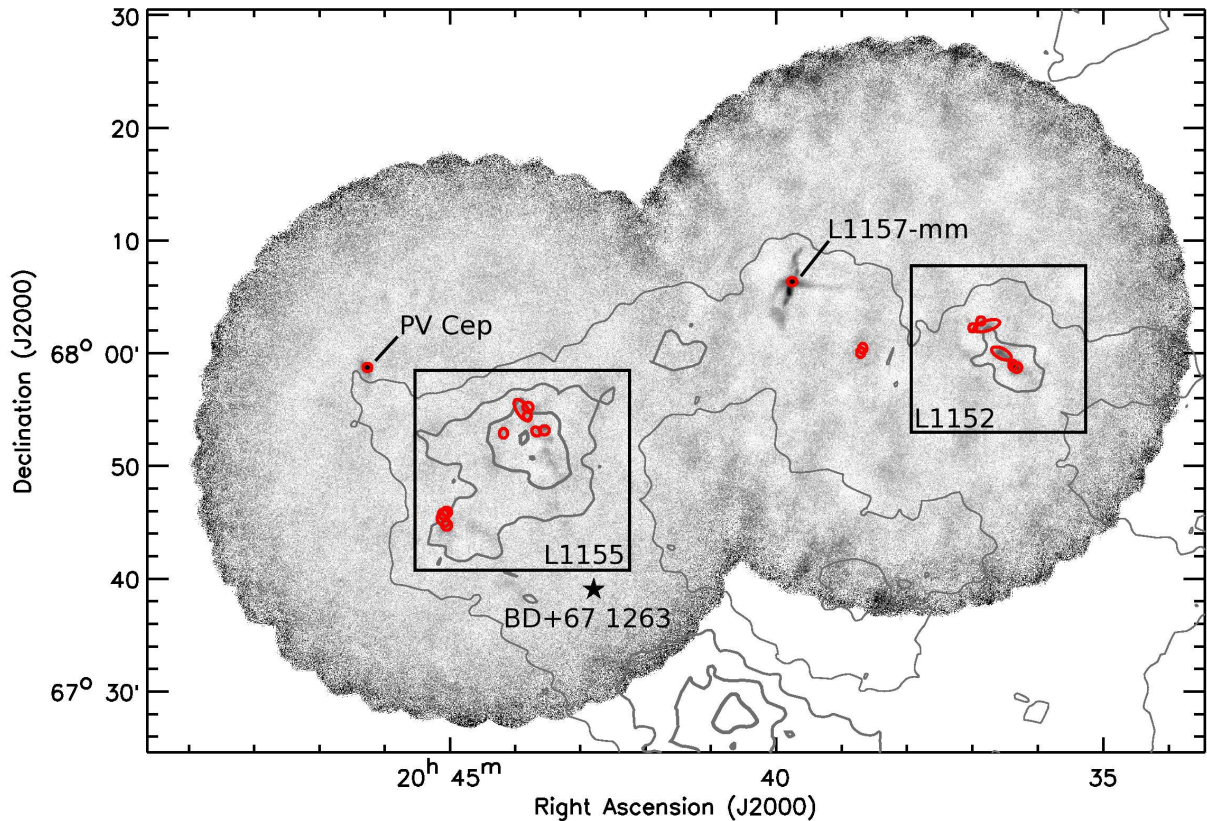 30
20
10
68° 00'
50
40
67° 30'
Declination (J2000)
L1157-mm
PV Cep
L1152
L1155
BD+67 1263
20ʰ 45ᵐ
40
35
Right Ascension (J2000)